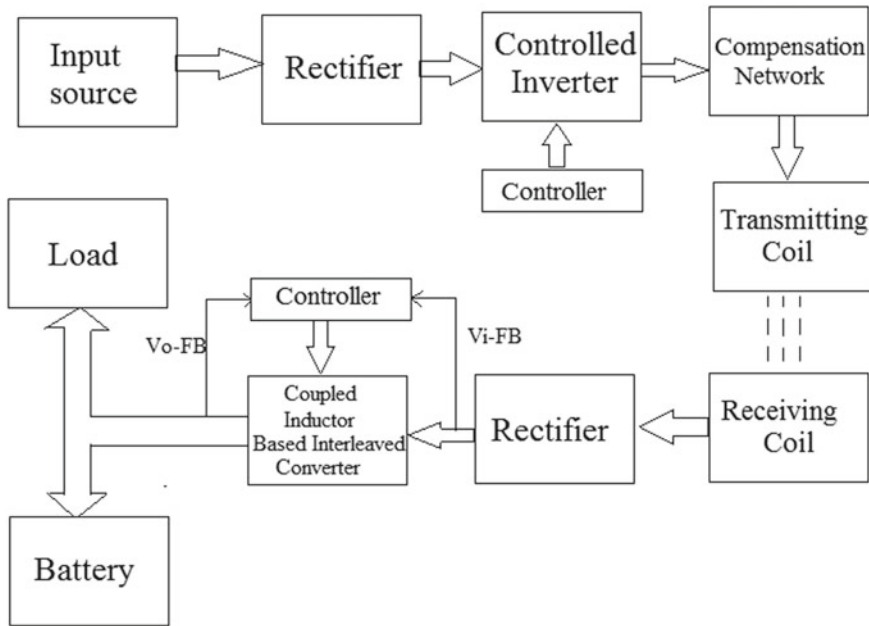 Input
source
Rectifier
Controlled
Inverter
Compensation
Network
Controller
Transmitting
Coil
Load
Controller
Vo-FB
Vi-FB
Coupled
Inductor
Based Interleaved
Converter
Rectifier
Receiving
Coil
Battery